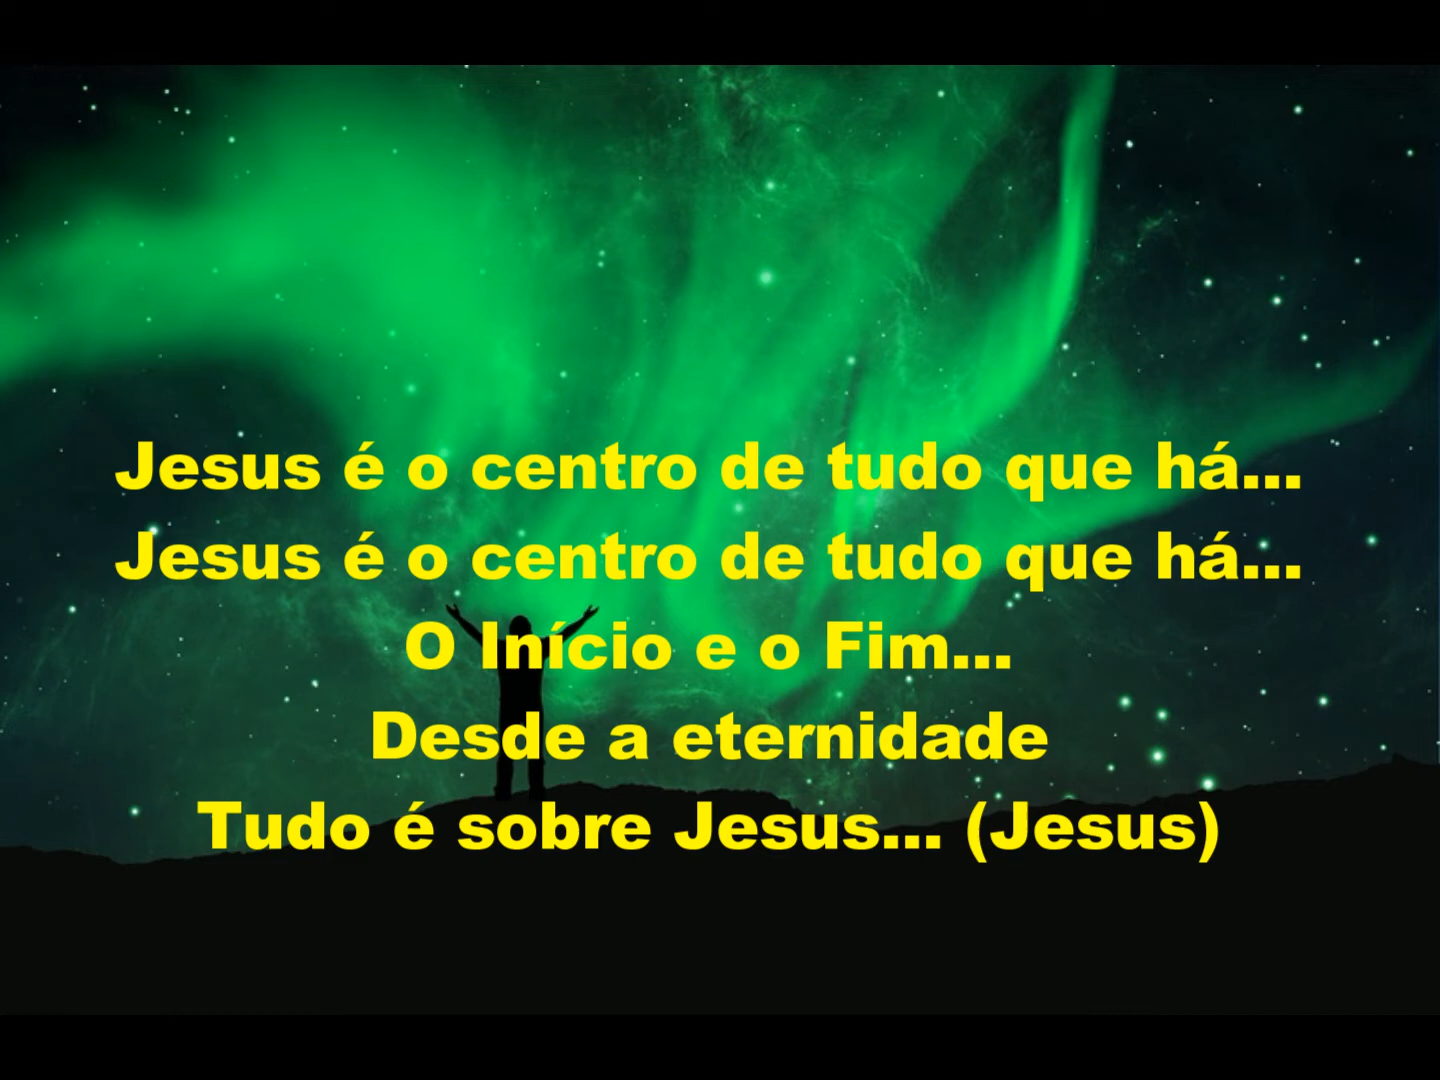 Jesus é o centro de tudo que há...
Jesus é o centro de tudo que há...
O Início e o Fim...
Desde a eternidade
Tudo é sobre Jesus... (Jesus)